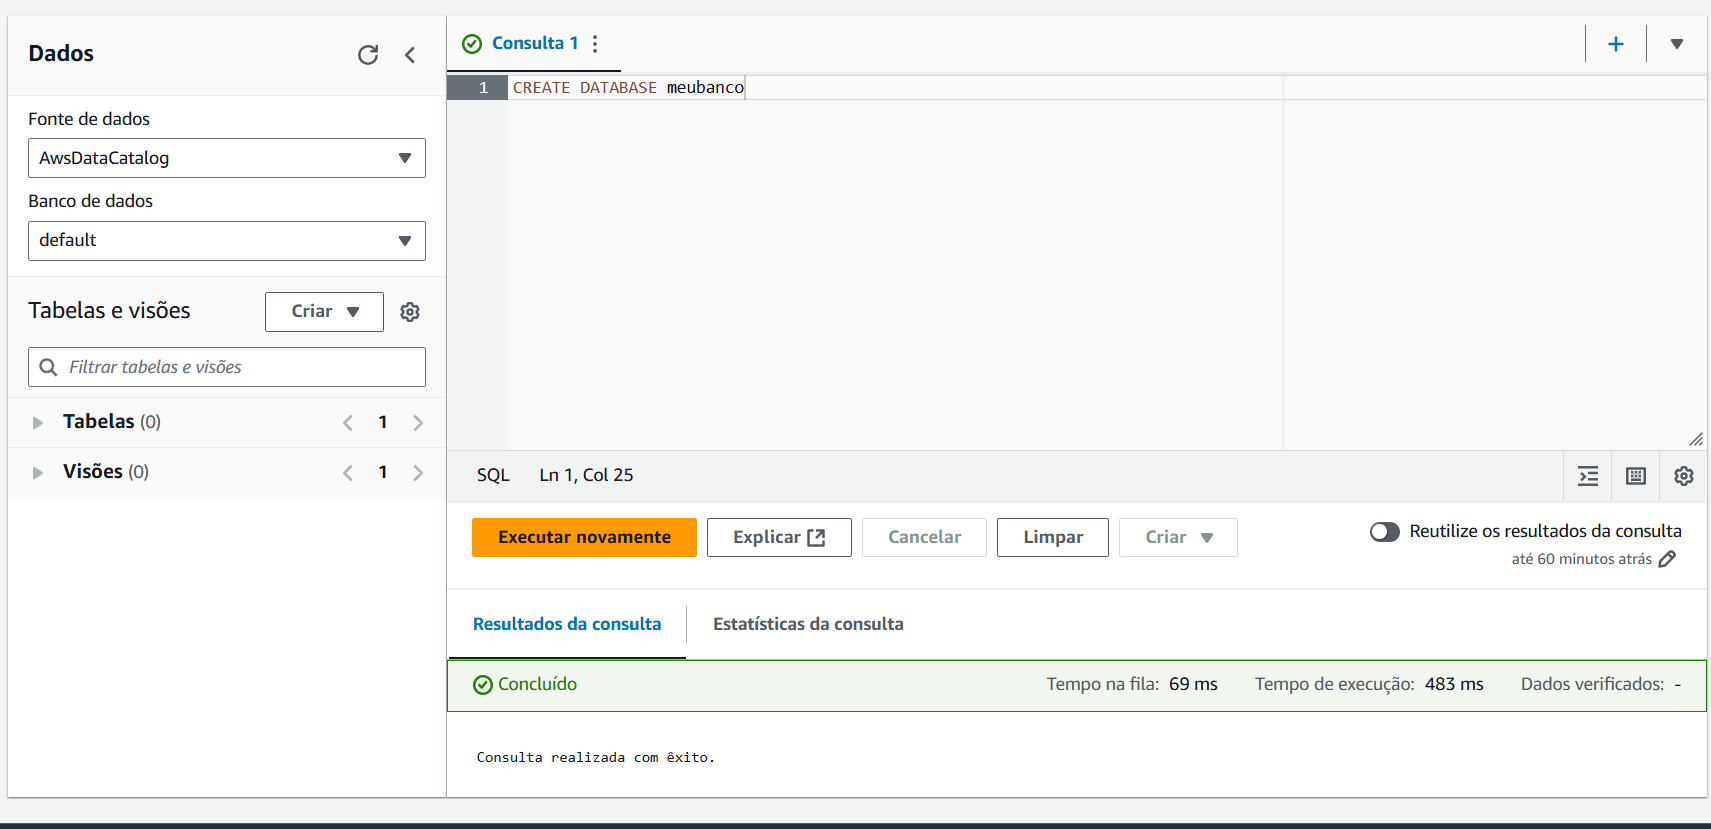 Dados
Fonte de dados
AwsDataCatalog
Banco de dados
default
Tabelas e visões
Criar
Filtrar tabelas e visões
Tabelas (0)
1
Visões (0)
1
Consulta 1
1 CREATE DATABASE meubanco
SQL Ln 1, Col 25
Executar novamente Explicar Cancelar Limpar Criar
Reutilize os resultados da consulta
até 60 minutos atrás
Resultados da consulta Estatísticas da consulta
Concluído Tempo na fila: 69 ms Tempo de execução: 483 ms Dados verificados: -
Consulta realizada com êxito.